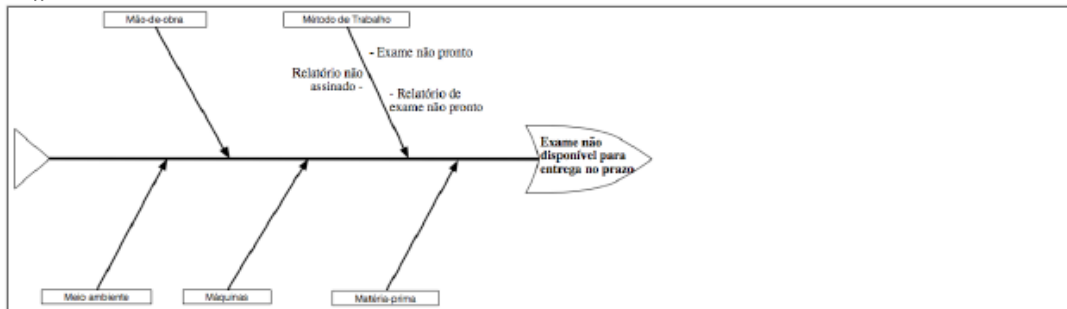 Mão-de-obra
Método de Trabalho
- Exame não pronto
Relatório não
assinado -
- Relatório de
exame não pronto
Exame não
disponível para
entrega no prazo
Meio ambiente
Máquinas
Matéria-prima